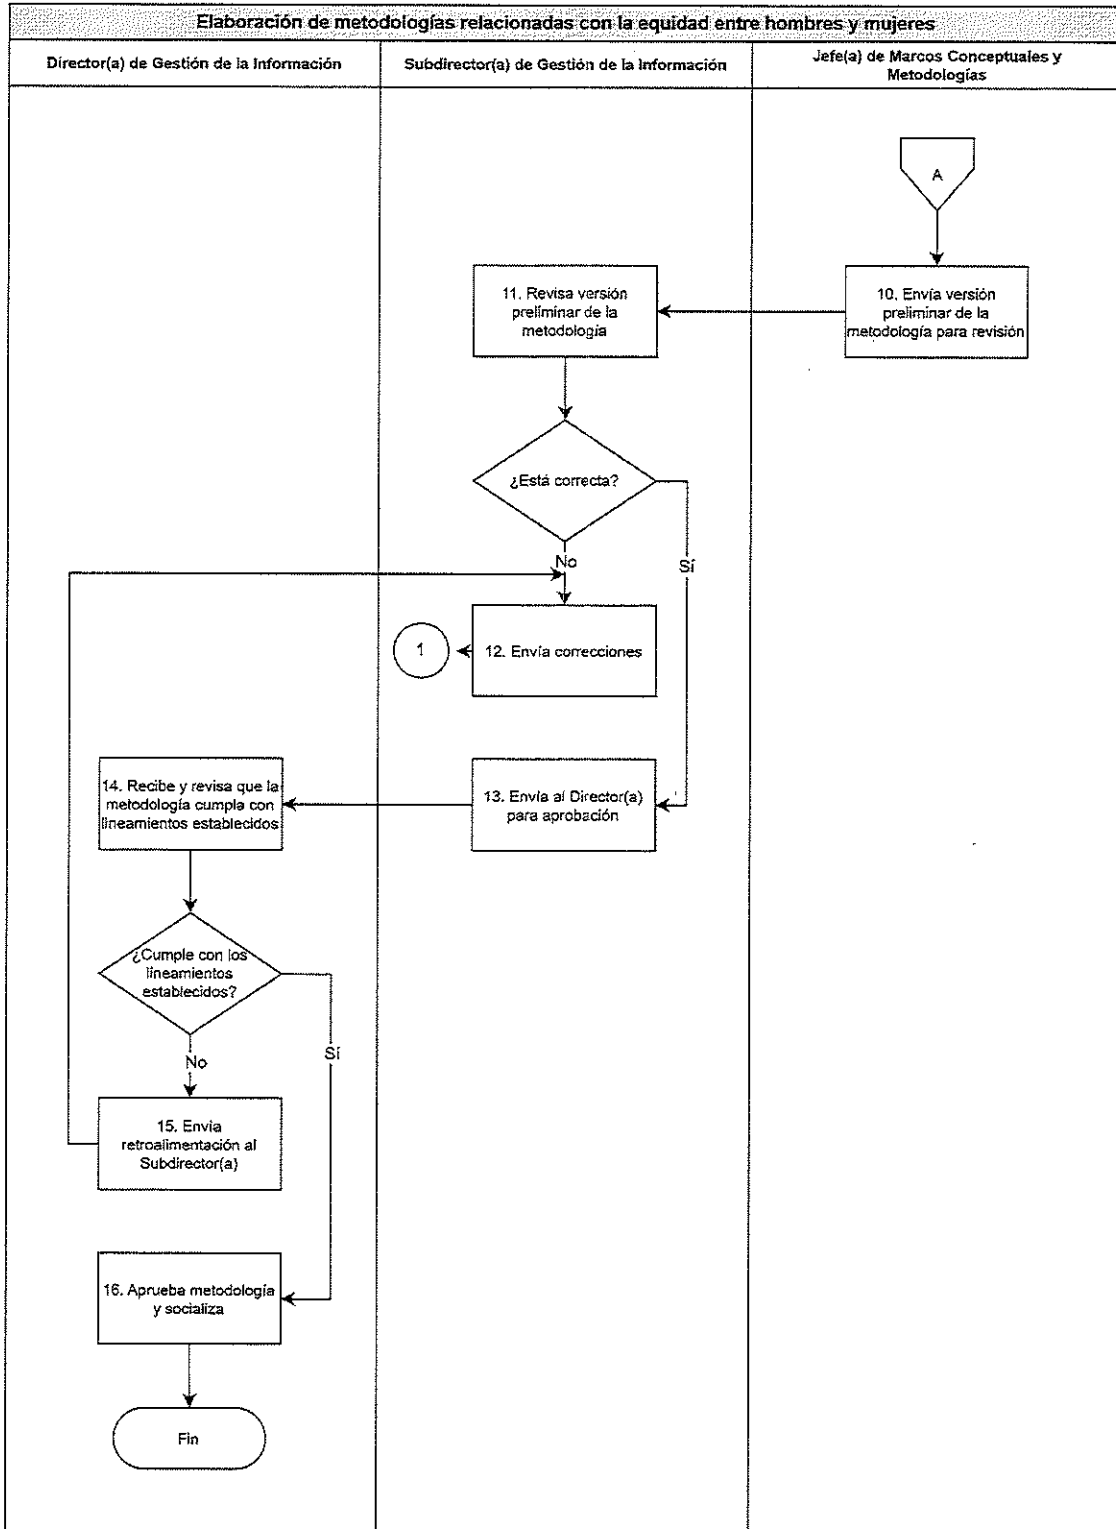 Elaboración de metodologías relacionadas con la equidad entre hombres y mujeres
Director(a) de Gestión de la Información
Subdirector(a) de Gestión de la Información
Jefe(a) de Marcos Conceptuales y
Metodologías
A
10. Envía versión
preliminar de la
metodología para revisión
11. Revisa versión
preliminar de la
metodología
¿Está correcta?
No
Sí
12. Envía correcciones
1
13. Envía al Director(a)
para aprobación
14. Recibe y revisa que la
metodología cumpla con
lineamientos establecidos
¿Cumple con los
lineamientos
establecidos?
No
Sí
15. Envía
retroalimentación al
Subdirector(a)
16. Aprueba metodología
y socializa
Fin